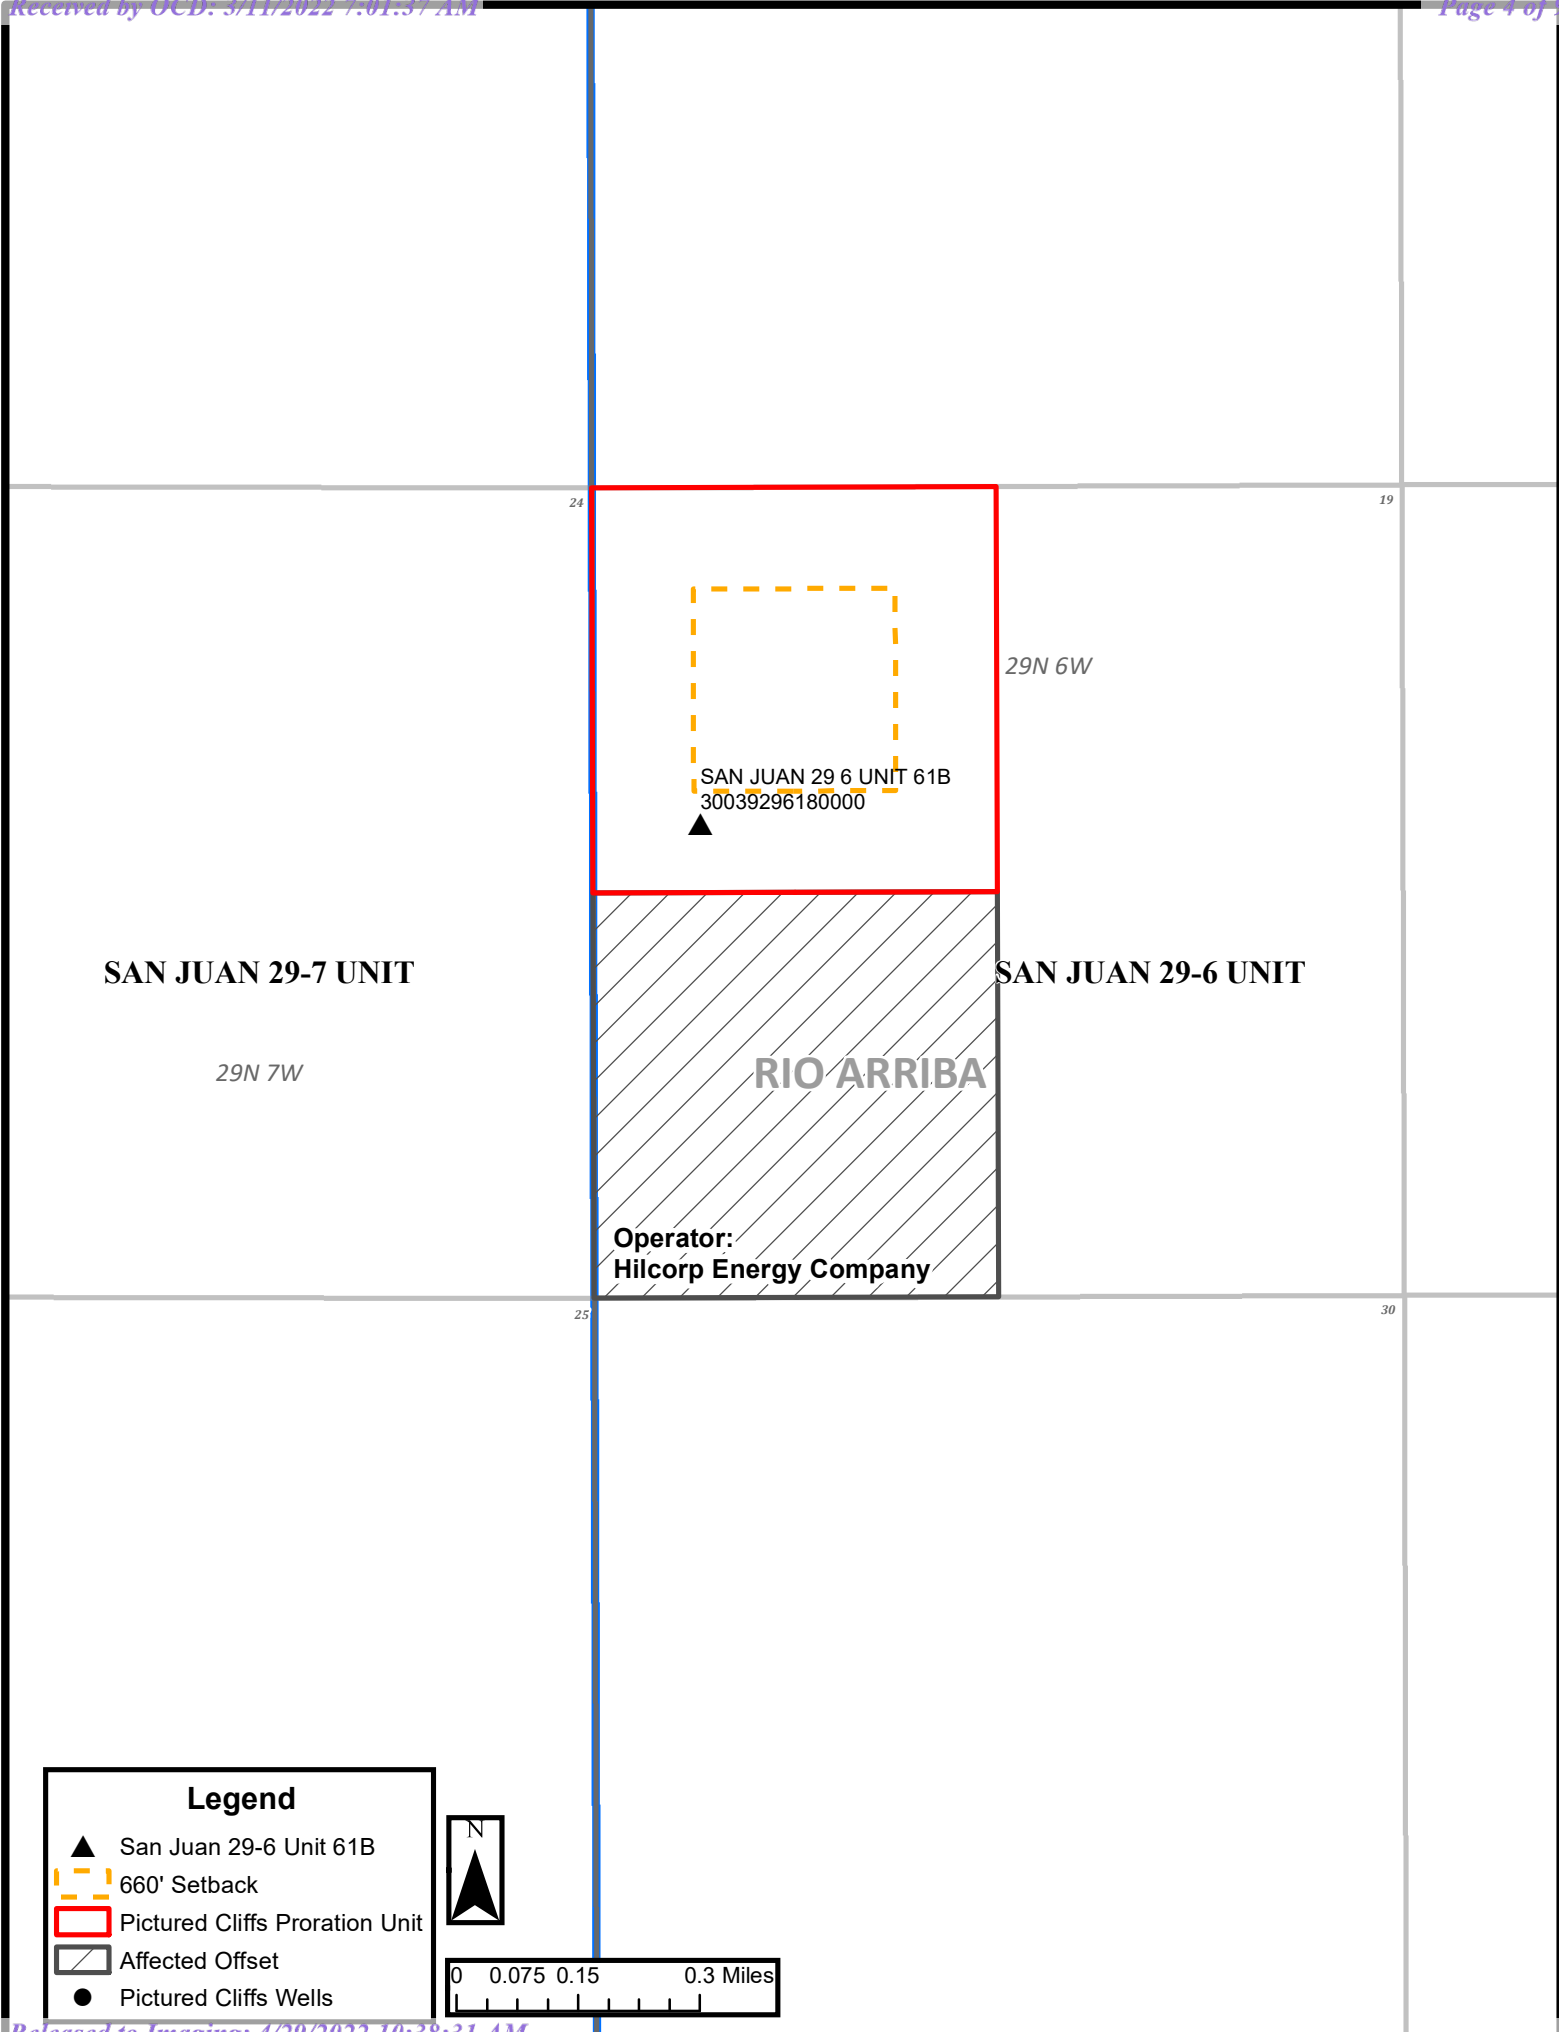 Received by OCD: 3/11/2022 7:01:37 AM
Page 4 of
24
19
29N 6W
SAN JUAN 29 6 UNIT 61B
30039296180000
SAN JUAN 29-7 UNIT
SAN JUAN 29-6 UNIT
29N 7W
RIO ARRIBA
Operator:
Hilcorp Energy Company
25
30
Legend
San Juan 29-6 Unit 61B
660' Setback
Pictured Cliffs Proration Unit
Affected Offset
Pictured Cliffs Wells
N
0 0.075 0.15 0.3 Miles
Released to Imaging: 4/29/2022 10:38:31 AM